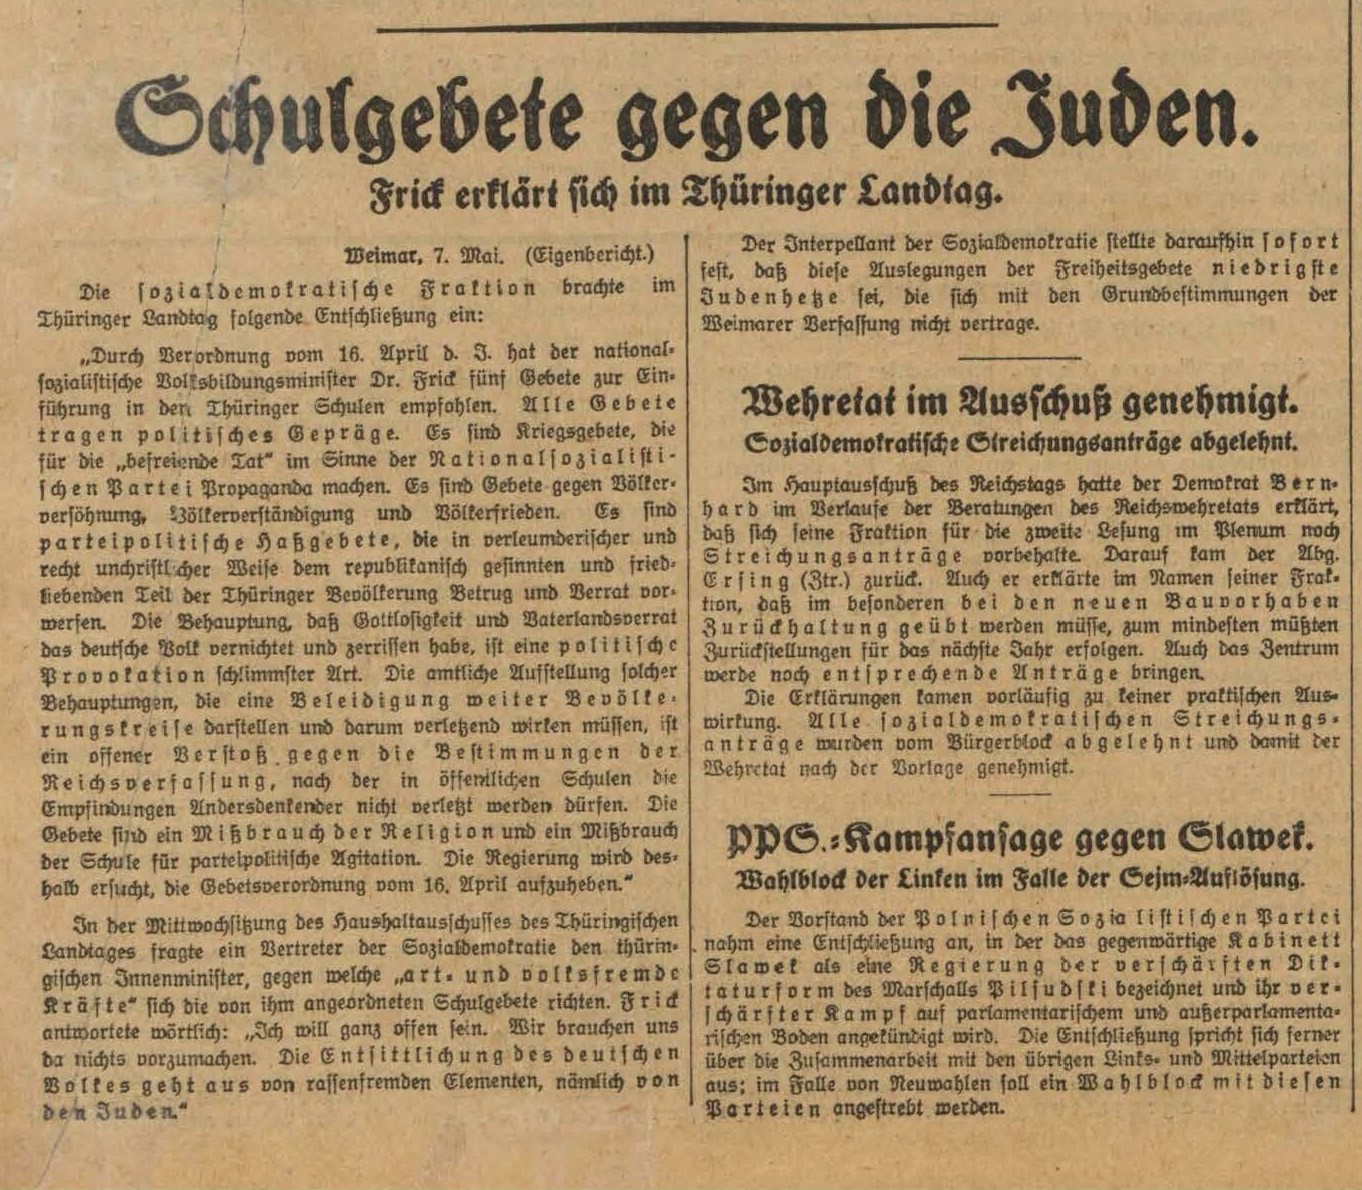 Schulgebete gegen die Juden.
Frick erklärt sich im Thüringer Landtag.
Weimar, 7. Mai. (Eigenbericht.)
Die sozialdemokratische Fraktion brachte im
Thüringer Landtag folgende Entschließung ein:
„Durch Verordnung vom 16. April d. J. hat der national-
sozialistische Volksbildungsminister Dr. Frick fünf Gebete zur Ein-
führung in den Thüringer Schulen empfohlen. Alle Gebete
tragen politisches Gepräge. Es sind Kriegsgebete, die
für die „befreiende Tat“ im Sinne der Nationalsozialisti-
schen Partei Propaganda machen. Es sind Gebete gegen Völker-
versöhnung, Völkerverständigung und Völkerfrieden. Es sind
parteipolitische Haßgebete, die in verleumderischer und
recht unchristlicher Weise dem republikanisch gesinnten und fried-
liebenden Teil der Thüringer Bevölkerung Betrug und Verrat vor-
werfen. Die Behauptung, daß Gottlosigkeit und Vaterlandsverrat
das deutsche Volk vernichtet und zerrissen habe, ist eine politische
Provokation schlimmster Art. Die amtliche Aufstellung solcher
Behauptungen, die eine Beleidigung weiter Bevölke-
rungskreise darstellen und darum verletzend wirken müssen, ist
ein offener Verstoß gegen die Bestimmungen der
Reichsverfassung, nach der in öffentlichen Schulen die
Empfindungen Andersdenkender nicht verletzt werden dürfen. Die
Gebete sind ein Mißbrauch der Religion und ein Mißbrauch
der Schule für parteipolitische Agitation. Die Regierung wird des-
halb ersucht, die Gebetsverordnung vom 16. April aufzuheben.“
In der Mittwochsitzung des Haushaltausschusses des Thüringischen
Landtages fragte ein Vertreter der Sozialdemokratie den thürin-
gischen Innenminister, gegen welche „art- und volksfremde
Kräfte“ sich die von ihm angeordneten Schulgebete richten. Frick
antwortete wörtlich: „Ich will ganz offen sein. Wir brauchen uns
da nichts vorzumachen. Die Entsittlichung des deutschen
Volkes geht aus von rassenfremden Elementen, nämlich von
den Juden.“
Der Interpellant der Sozialdemokratie stellte daraufhin sofort
fest, daß diese Auslegungen der Freiheitsgebete niedrigste
Judenhetze sei, die sich mit den Grundbestimmungen der
Weimarer Verfassung nicht vertrage.
Wehretat im Ausschuß genehmigt.
Sozialdemokratische Streichungsanträge abgelehnt.
Im Hauptausschuß des Reichstags hatte der Demokrat Bern-
hard im Verlaufe der Beratungen des Reichswehretats erklärt,
daß sich seine Fraktion für die zweite Lesung im Plenum noch
Streichungsanträge vorbehalte. Darauf kam der Abg.
Ersing (Ztr.) zurück. Auch er erklärte im Namen seiner Frak-
tion, daß im besonderen bei den neuen Bauvorhaben
Zurückhaltung geübt werden müsse, zum mindesten müßten
Zurückstellungen für das nächste Jahr erfolgen. Auch das Zentrum
werde noch entsprechende Anträge bringen.
Die Erklärungen kamen vorläufig zu keiner praktischen Aus-
wirkung. Alle sozialdemokratischen Streichungs-
anträge wurden vom Bürgerblock abgelehnt und damit der
Wehretat nach der Vorlage genehmigt.
PPS.-Kampfansage gegen Slawek.
Wahlblock der Linken im Falle der Sejm-Auflösung.
Der Vorstand der Polnischen Sozialistischen Partei
nahm eine Entschließung an, in der das gegenwärtige Kabinett
Slawek als eine Regierung der verschärften Dik-
taturform des Marschalls Pilsudski bezeichnet und ihr ver-
schärfter Kampf auf parlamentarischem und außerparlamenta-
rischen Boden angekündigt wird. Die Entschließung spricht sich ferner
über die Zusammenarbeit mit den übrigen Links- und Mittelparteien
aus; im Falle von Neuwahlen soll ein Wahlblock mit diesen
Parteien angestrebt werden.